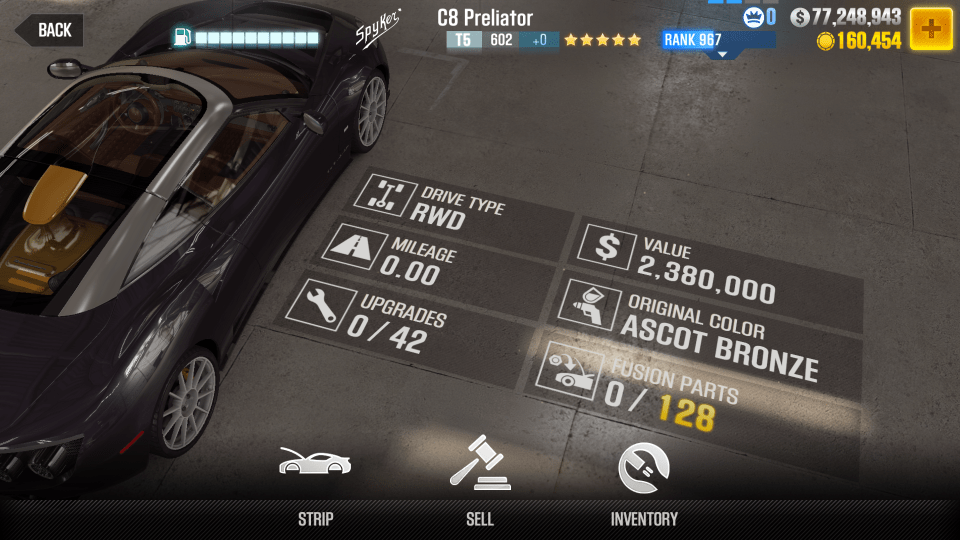 BACK
SPYKER
C8 Preliator
T5 602 +0
RANK 967
0
$ 77,248,943
160,454
DRIVE TYPE
RWD
MILEAGE
0.00
UPGRADES
0 / 42
$
VALUE
2,380,000
ORIGINAL COLOR
ASCOT BRONZE
FUSION PARTS
0 / 128
STRIP
SELL
INVENTORY